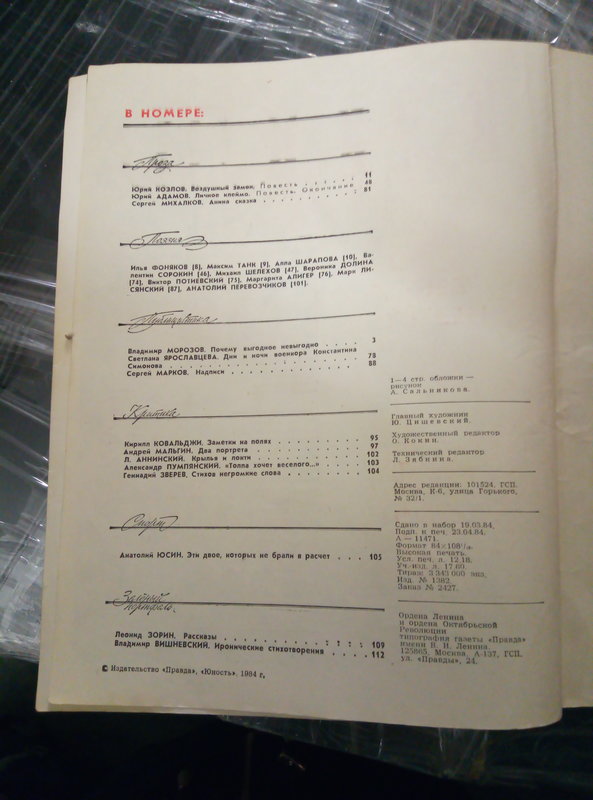 В НОМЕРЕ:
Проза
Юрий КОЗЛОВ. Воздушный замок. Повесть . . . . . . 11
Юрий АДАМОВ. Личное клеймо. Повесть. Окончание 48
Сергей МИХАЛКОВ. Анина сказка . . . . . . . . . . 81
Поэзия
Илья ФОНЯКОВ [8], Максим ТАНК [9], Алла ШАРАПОВА [10], Ва-
лентин СОРОКИН [46], Михаил ШЕЛЕХОВ [47], Вероника ДОЛИНА
[74], Виктор ПОТИЕВСКИЙ [75], Маргарита АЛИГЕР [76], Марк ЛИ-
СЯНСКИЙ [87], АНАТОЛИЙ ПЕРЕВОЗЧИКОВ [101].
Публицистика
Владимир МОРОЗОВ. Почему выгодное невыгодно . . . . 3
Светлана ЯРОСЛАВЦЕВА. Дни и ночи военкора Константина
Симонова . . . . . . . . . . . . . . . . . 78
Сергей МАРКОВ. Надписи . . . . . . . . . . . . 88
Критика
Кирилл КОВАЛЬДЖИ. Заметки на полях . . . . . . . . . 95
Андрей МАЛЬГИН. Два портрета . . . . . . . . . . . 97
Л. АННИНСКИЙ. Крылья и локти . . . . . . . . . . . 102
Александр ПУМПЯНСКИЙ. «Толпа хочет веселого...» . . . . 103
Геннадий ЗВЕРЕВ. Стихов негромкие слова . . . . . . . . 104
Спорт
Анатолий ЮСИН. Эти двое, которых не брали в расчет . . . 105
Зеленый
портфель
Леонид ЗОРИН. Рассказы . . . . . . . . . . . . . 109
Владимир ВИШНЕВСКИЙ. Иронические стихотворения . . . . 112
© Издательство «Правда», «Юность». 1984 г.
1—4 стр. обложки —
рисунок
А. Сальникова.
Главный художник
Ю. Цишевский.
Художественный редактор
О. Кокин.
Технический редактор
Л. Зябкина.
Адрес редакции: 101524, ГСП.
Москва, К-6, улица Горького,
№ 32/1.
Сдано в набор 19.03.84.
Подп. к печ. 23.04.84.
А — 11471.
Формат 84×108¹/₁₆.
Высокая печать.
Усл. печ. л. 12,18.
Уч.-изд. л. 17,60.
Тираж 3 343 000 экз.
Изд. № 1382.
Заказ № 2427.
Ордена Ленина
и ордена Октябрьской
Революции
типография газеты «Правда»
имени В. И. Ленина.
125865, Москва, А-137, ГСП.
ул. «Правды», 24.